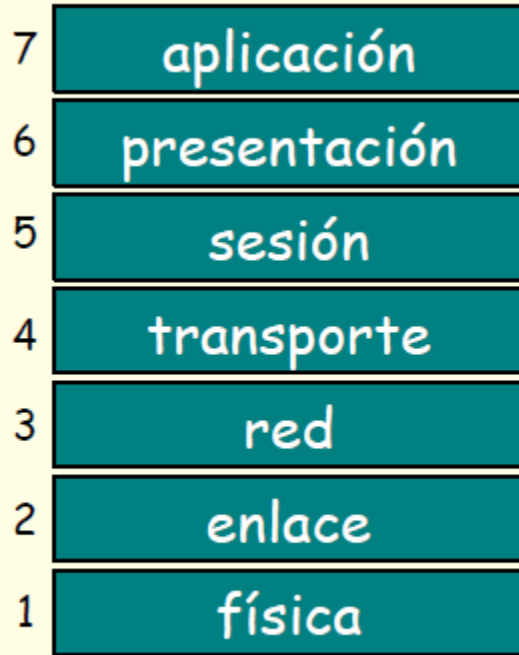 7 aplicación
6 presentación
5 sesión
4 transporte
3 red
2 enlace
1 física